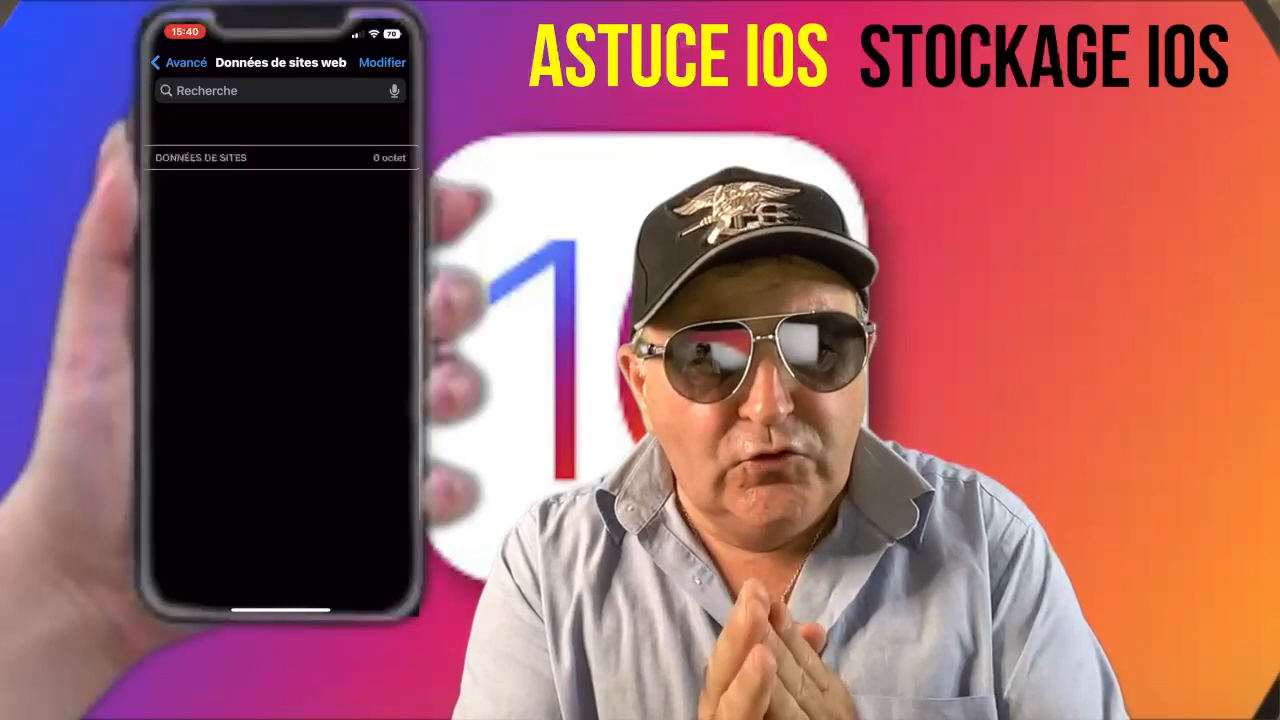 ASTUCE IOS STOCKAGE IOS
15:40
70
Avancé Données de sites web Modifier
Recherche
DONNÉES DE SITES 0 octet
1